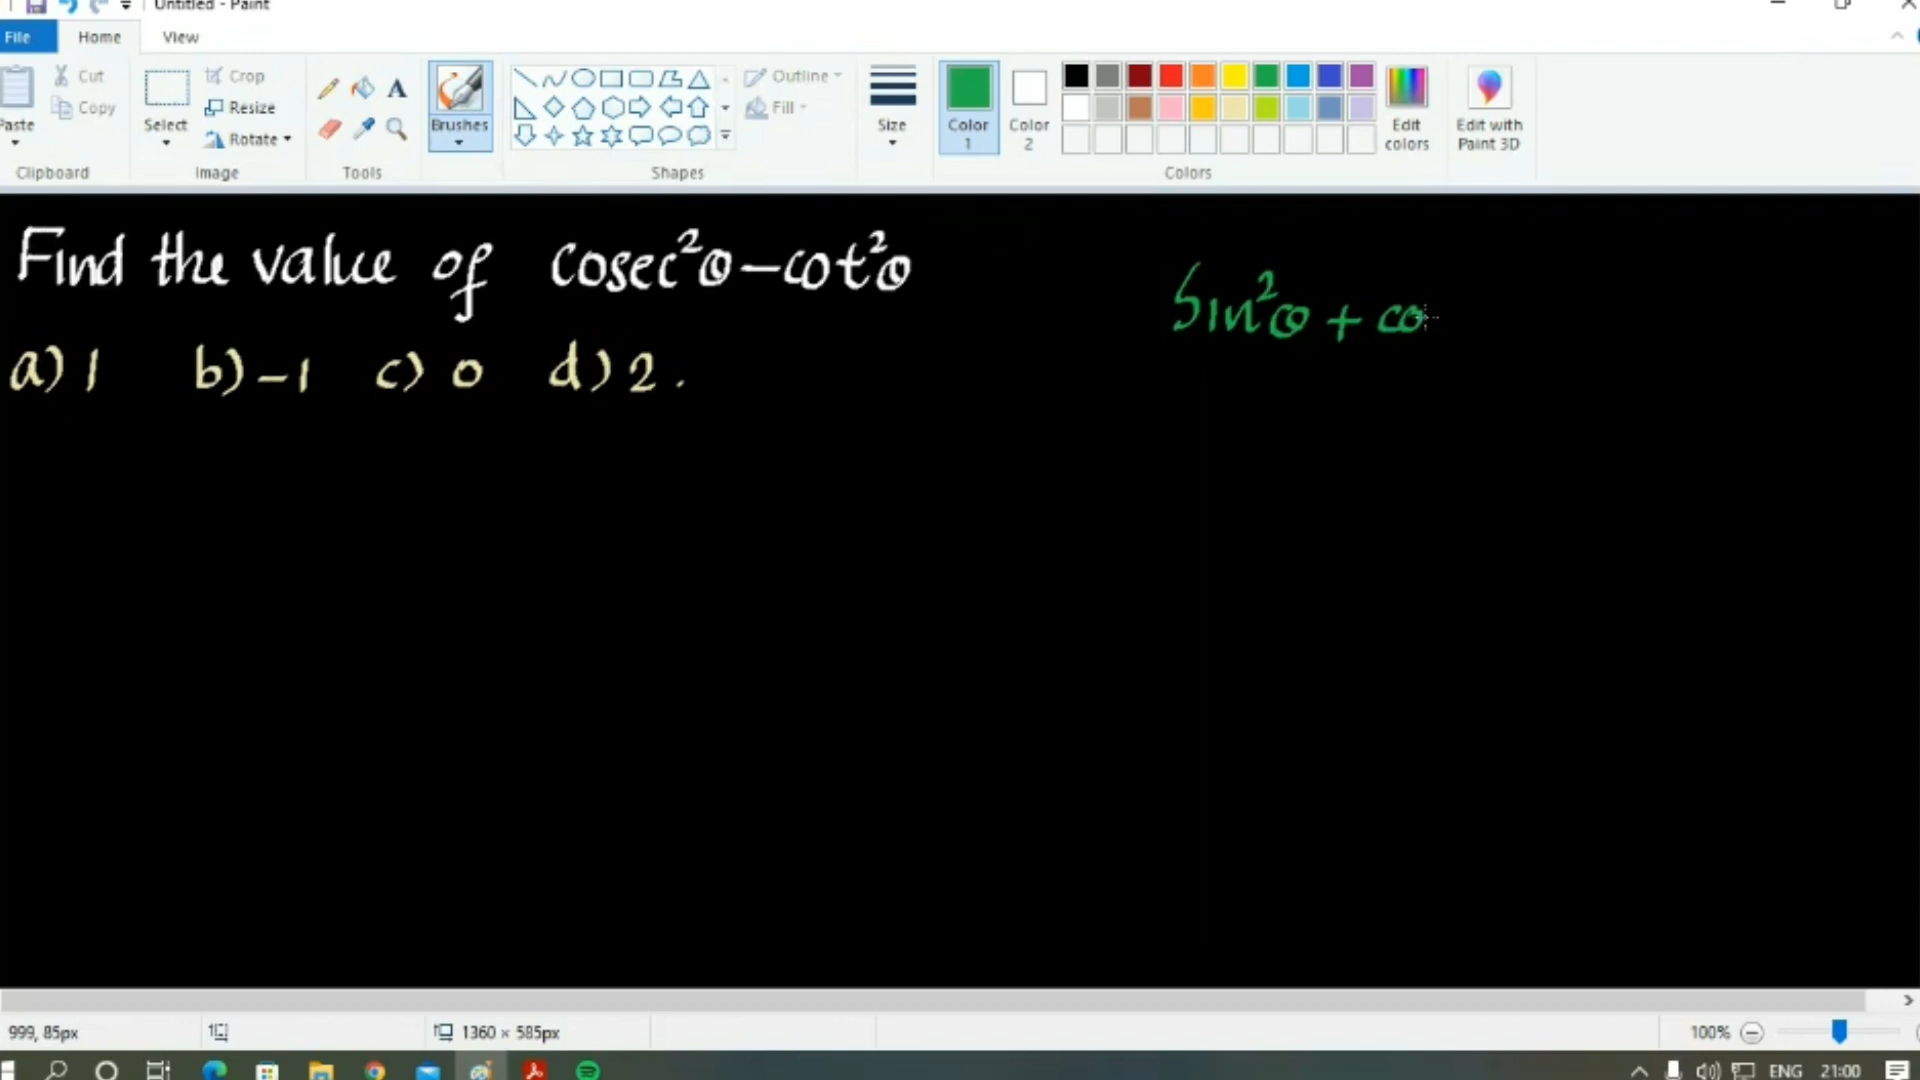 Untitled - Paint
File Home View
Paste Cut Copy Clipboard
Select Crop Resize Rotate Image
Tools
Brushes
Outline Fill Shapes
Size
Color 1 Color 2 Edit colors Colors
Edit with Paint 3D
Find the value of cosec²θ – cot²θ
Sin²θ + co
a) 1 b) – 1 c) 0 d) 2 .
999, 85px 1360 × 585px 100%
ENG 21:00